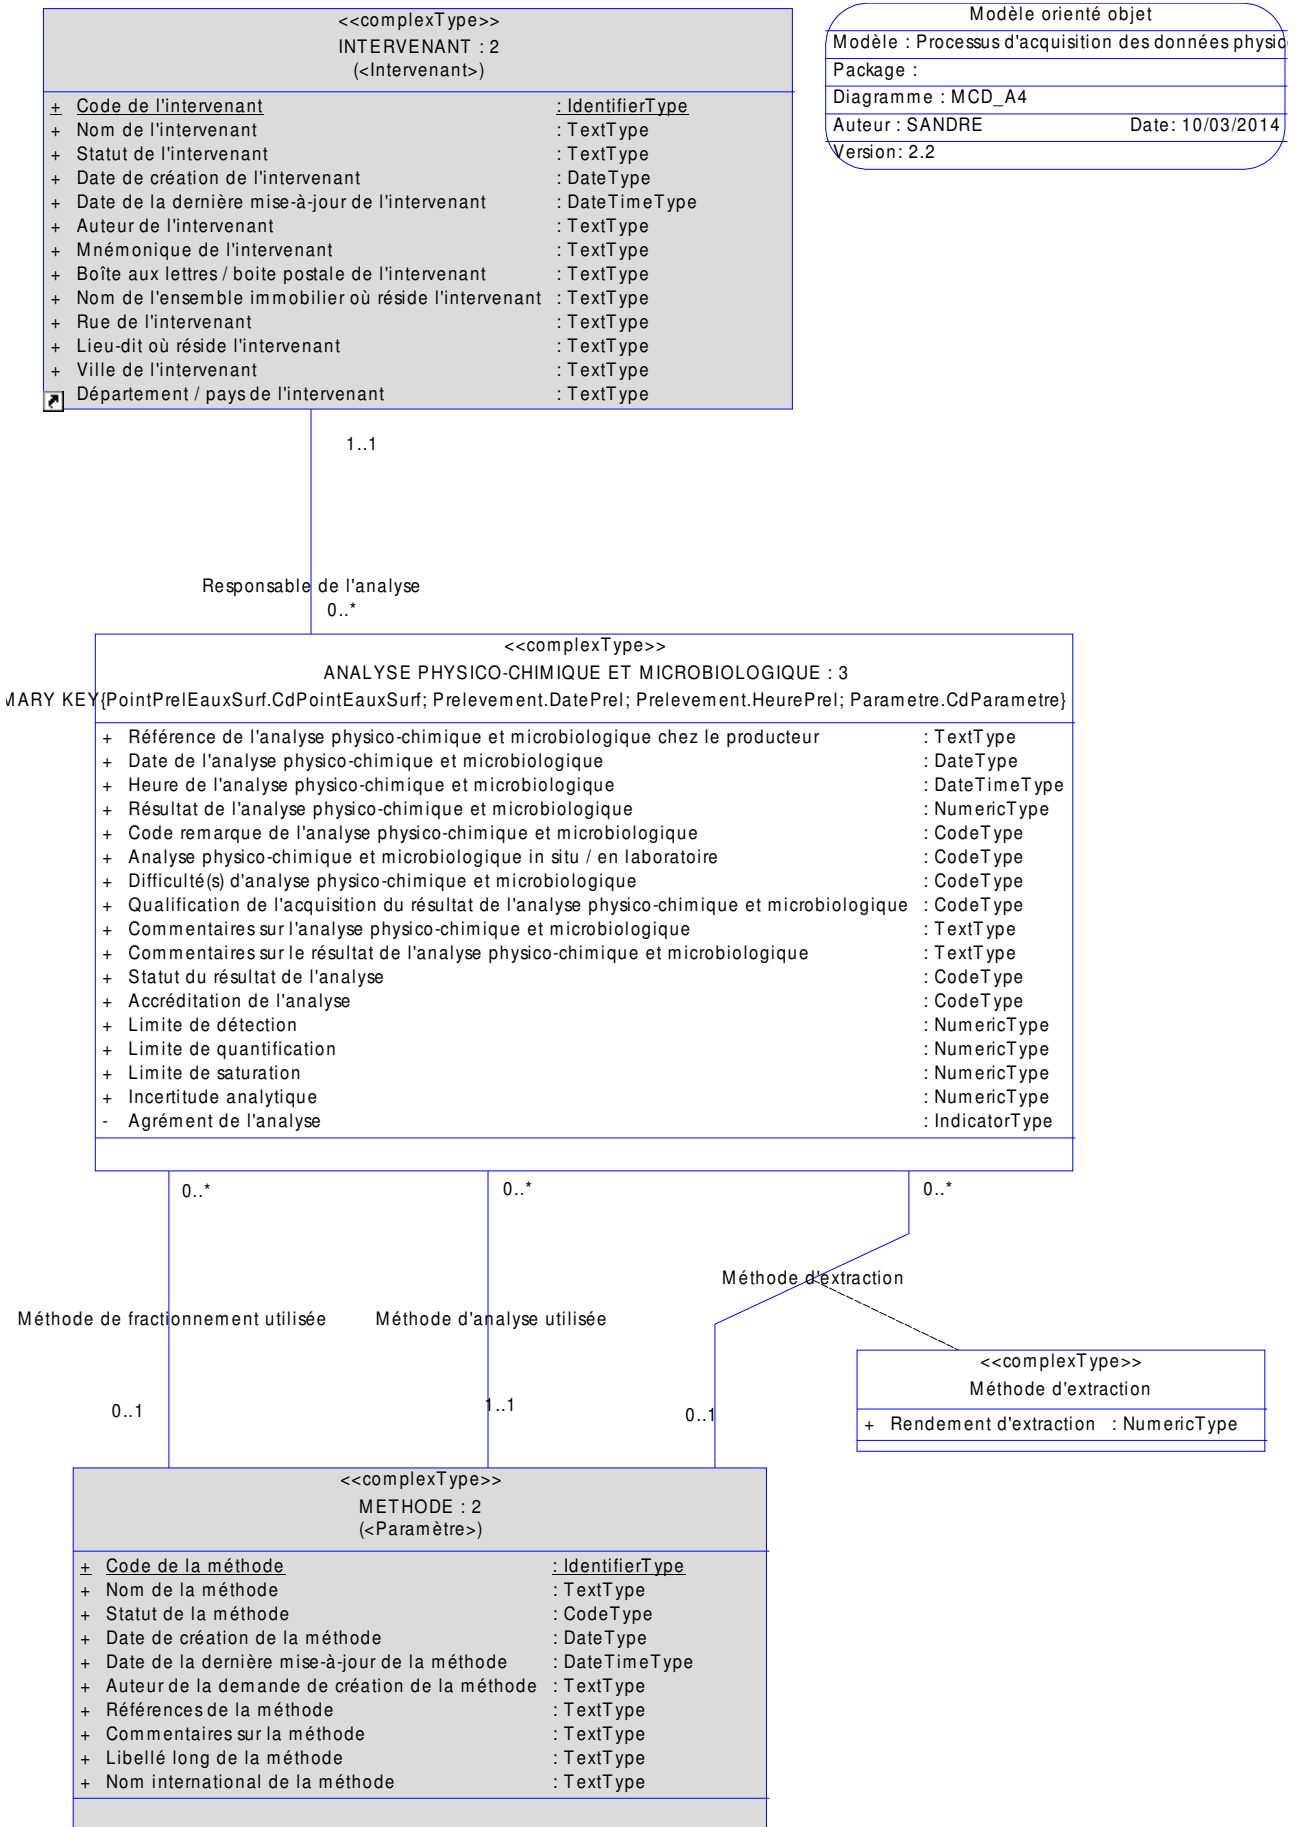 <<complexType>>
INTERVENANT : 2
(<Intervenant>)
+ Code de l'intervenant : IdentifierType
+ Nom de l'intervenant : TextType
+ Statut de l'intervenant : TextType
+ Date de création de l'intervenant : DateType
+ Date de la dernière mise-à-jour de l'intervenant : DateTimeType
+ Auteur de l'intervenant : TextType
+ Mnémonique de l'intervenant : TextType
+ Boîte aux lettres / boite postale de l'intervenant : TextType
+ Nom de l'ensemble immobilier où réside l'intervenant : TextType
+ Rue de l'intervenant : TextType
+ Lieu-dit où réside l'intervenant : TextType
+ Ville de l'intervenant : TextType
Département / pays de l'intervenant : TextType
Modèle orienté objet
Modèle : Processus d'acquisition des données physic
Package :
Diagramme : MCD_A4
Auteur : SANDRE Date: 10/03/2014
Version: 2.2
1..1
Responsable de l'analyse
0..*
<<complexType>>
ANALYSE PHYSICO-CHIMIQUE ET MICROBIOLOGIQUE : 3
MARY KEY{PointPrelEauxSurf.CdPointEauxSurf; Prelevement.DatePrel; Prelevement.HeurePrel; Parametre.CdParametre}
+ Référence de l'analyse physico-chimique et microbiologique chez le producteur : TextType
+ Date de l'analyse physico-chimique et microbiologique : DateType
+ Heure de l'analyse physico-chimique et microbiologique : DateTimeType
+ Résultat de l'analyse physico-chimique et microbiologique : NumericType
+ Code remarque de l'analyse physico-chimique et microbiologique : CodeType
+ Analyse physico-chimique et microbiologique in situ / en laboratoire : CodeType
+ Difficulté(s) d'analyse physico-chimique et microbiologique : CodeType
+ Qualification de l'acquisition du résultat de l'analyse physico-chimique et microbiologique : CodeType
+ Commentaires sur l'analyse physico-chimique et microbiologique : TextType
+ Commentaires sur le résultat de l'analyse physico-chimique et microbiologique : TextType
+ Statut du résultat de l'analyse : CodeType
+ Accréditation de l'analyse : CodeType
+ Limite de détection : NumericType
+ Limite de quantification : NumericType
+ Limite de saturation : NumericType
+ Incertitude analytique : NumericType
- Agrément de l'analyse : IndicatorType
0..* 0..* 0..*
Méthode d'extraction
Méthode de fractionnement utilisée Méthode d'analyse utilisée
<<complexType>>
Méthode d'extraction
+ Rendement d'extraction : NumericType
0..1 1..1 0..1
<<complexType>>
METHODE : 2
(<Paramètre>)
+ Code de la méthode : IdentifierType
+ Nom de la méthode : TextType
+ Statut de la méthode : CodeType
+ Date de création de la méthode : DateType
+ Date de la dernière mise-à-jour de la méthode : DateTimeType
+ Auteur de la demande de création de la méthode : TextType
+ Références de la méthode : TextType
+ Commentaires sur la méthode : TextType
+ Libellé long de la méthode : TextType
+ Nom international de la méthode : TextType